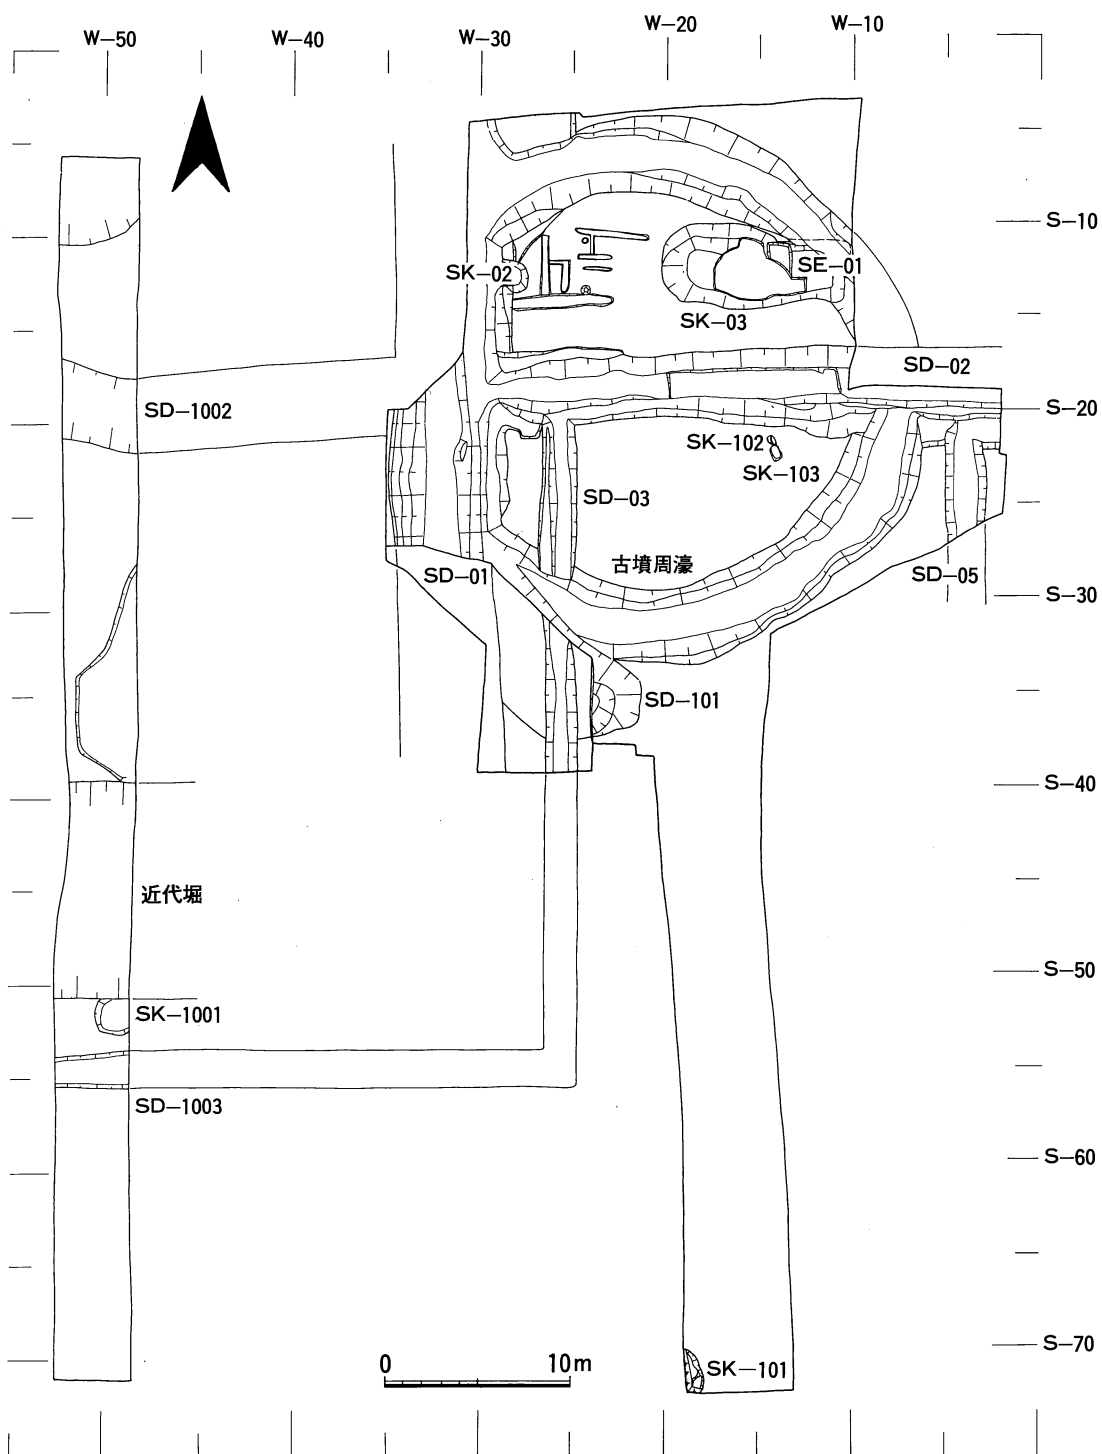 W-50
W-40
W-30
W-20
W-10
S-10
SK-02
SE-01
SK-03
SD-02
SD-1002
S-20
SK-102
SK-103
SD-03
古墳周濠
SD-01
SD-05
S-30
SD-101
S-40
近代堀
S-50
SK-1001
SD-1003
S-60
S-70
0 10m
SK-101